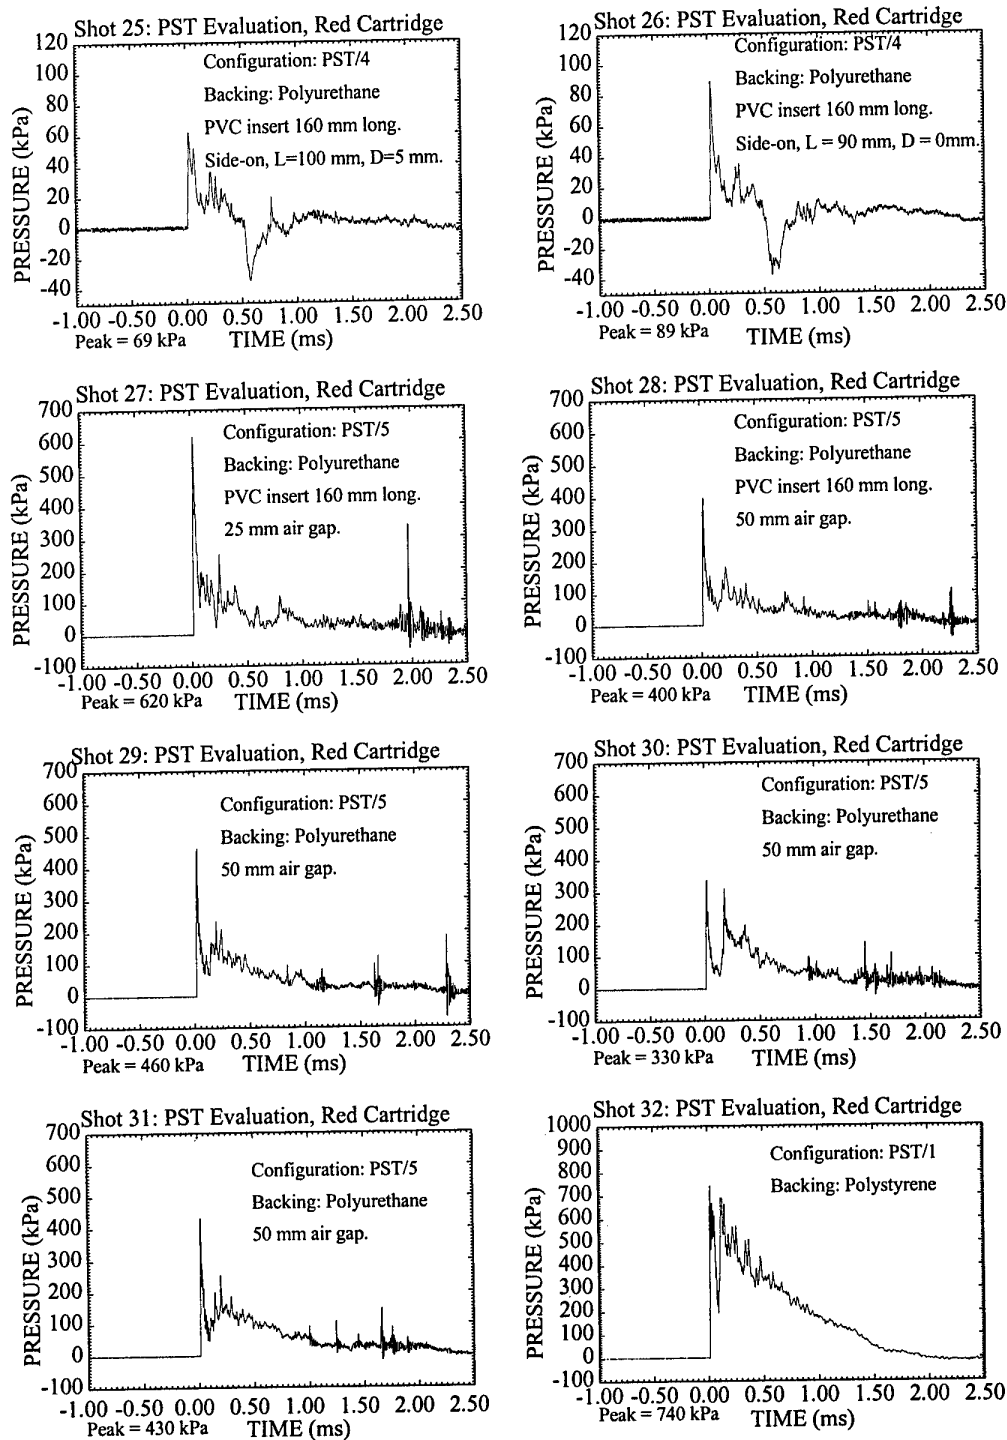 Shot 25: PST Evaluation, Red Cartridge
PRESSURE (kPa)
120
100
80
60
40
20
0
-20
-40
Configuration: PST/4
Backing: Polyurethane
PVC insert 160 mm long.
Side-on, L=100 mm, D=5 mm.
-1.00 -0.50 0.00 0.50 1.00 1.50 2.00 2.50
Peak = 69 kPa TIME (ms)
Shot 26: PST Evaluation, Red Cartridge
PRESSURE (kPa)
120
100
80
60
40
20
0
-20
-40
Configuration: PST/4
Backing: Polyurethane
PVC insert 160 mm long.
Side-on, L = 90 mm, D = 0mm.
-1.00 -0.50 0.00 0.50 1.00 1.50 2.00 2.50
Peak = 89 kPa TIME (ms)
Shot 27: PST Evaluation, Red Cartridge
PRESSURE (kPa)
700
600
500
400
300
200
100
0
-100
Configuration: PST/5
Backing: Polyurethane
PVC insert 160 mm long.
25 mm air gap.
-1.00 -0.50 0.00 0.50 1.00 1.50 2.00 2.50
Peak = 620 kPa TIME (ms)
Shot 28: PST Evaluation, Red Cartridge
PRESSURE (kPa)
700
600
500
400
300
200
100
0
-100
Configuration: PST/5
Backing: Polyurethane
PVC insert 160 mm long.
50 mm air gap.
-1.00 -0.50 0.00 0.50 1.00 1.50 2.00 2.50
Peak = 400 kPa TIME (ms)
Shot 29: PST Evaluation, Red Cartridge
PRESSURE (kPa)
700
600
500
400
300
200
100
0
-100
Configuration: PST/5
Backing: Polyurethane
50 mm air gap.
-1.00 -0.50 0.00 0.50 1.00 1.50 2.00 2.50
Peak = 460 kPa TIME (ms)
Shot 30: PST Evaluation, Red Cartridge
PRESSURE (kPa)
700
600
500
400
300
200
100
0
-100
Configuration: PST/5
Backing: Polyurethane
50 mm air gap.
-1.00 -0.50 0.00 0.50 1.00 1.50 2.00 2.50
Peak = 330 kPa TIME (ms)
Shot 31: PST Evaluation, Red Cartridge
PRESSURE (kPa)
700
600
500
400
300
200
100
0
-100
Configuration: PST/5
Backing: Polyurethane
50 mm air gap.
-1.00 -0.50 0.00 0.50 1.00 1.50 2.00 2.50
Peak = 430 kPa TIME (ms)
Shot 32: PST Evaluation, Red Cartridge
PRESSURE (kPa)
1000
900
800
700
600
500
400
300
200
100
0
-100
Configuration: PST/1
Backing: Polystyrene
-1.00 -0.50 0.00 0.50 1.00 1.50 2.00 2.50
Peak = 740 kPa TIME (ms)